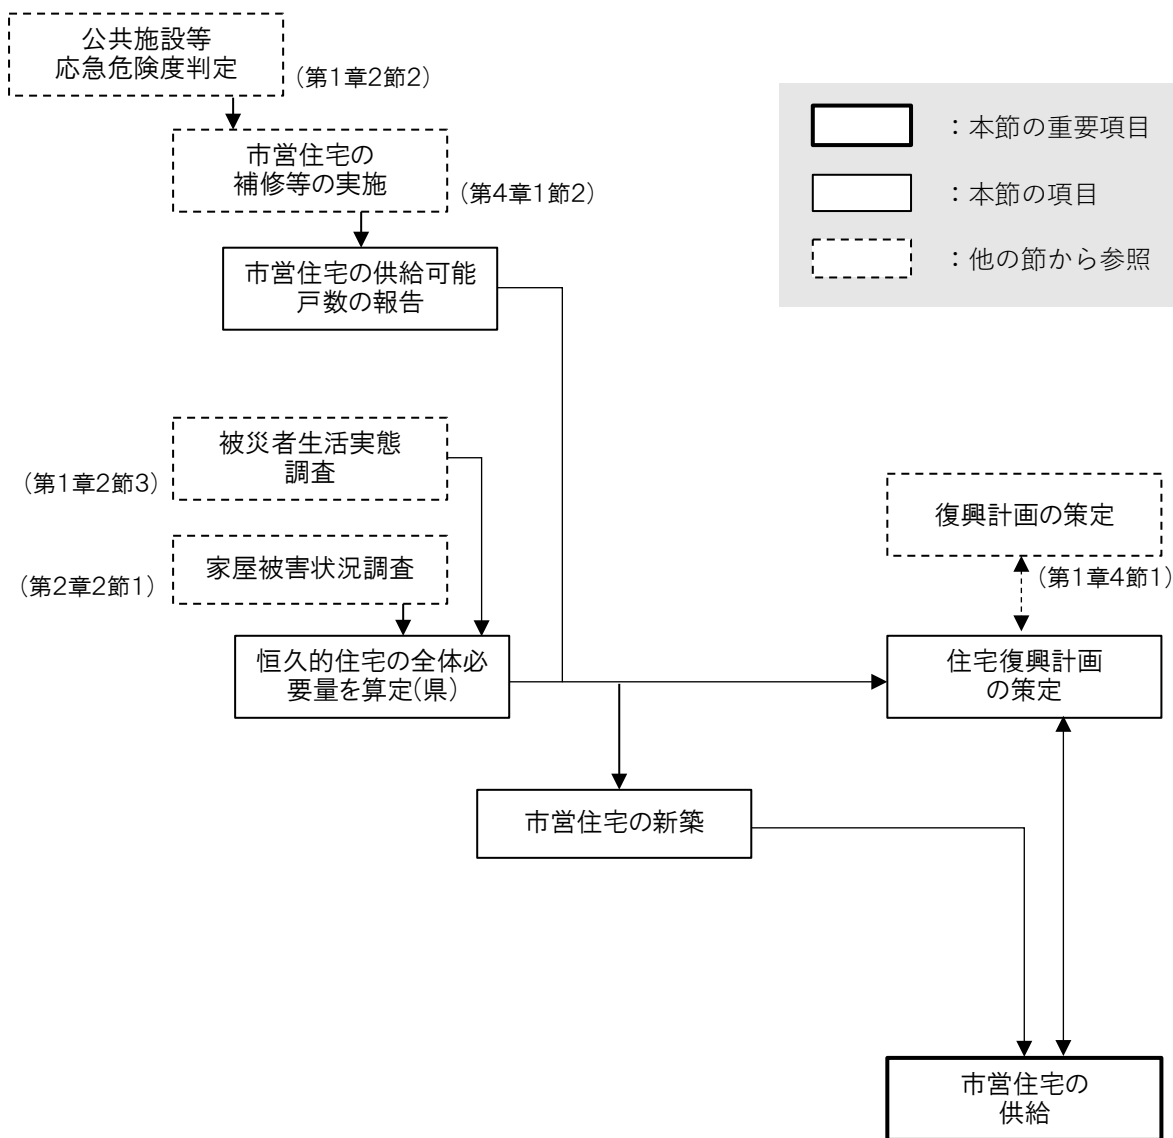 公共施設等
応急危険度判定
（第1章2節2）
市営住宅の
補修等の実施
（第4章1節2）
市営住宅の供給可能
戸数の報告
：本節の重要項目
：本節の項目
：他の節から参照
被災者生活実態
調査
（第1章2節3）
家屋被害状況調査
（第2章2節1）
復興計画の策定
（第1章4節1）
恒久的住宅の全体必
要量を算定(県）
住宅復興計画
の策定
市営住宅の新築
市営住宅の
供給